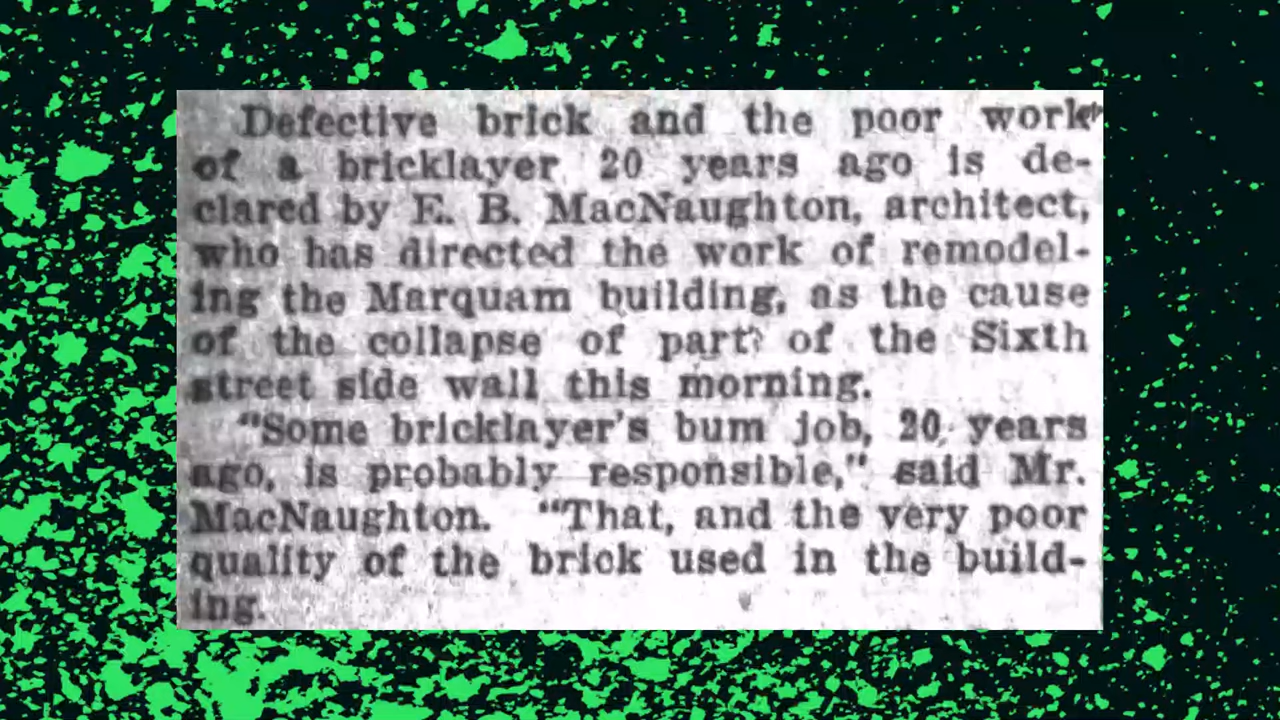 Defective brick and the poor work
of a bricklayer 20 years ago is de-
clared by E. B. MacNaughton, architect,
who has directed the work of remodel-
ing the Marquam building, as the cause
of the collapse of part of the Sixth
street side wall this morning.
"Some bricklayer's bum job, 20 years
ago, is probably responsible," said Mr.
MacNaughton. "That, and the very poor
quality of the brick used in the build-
ing.